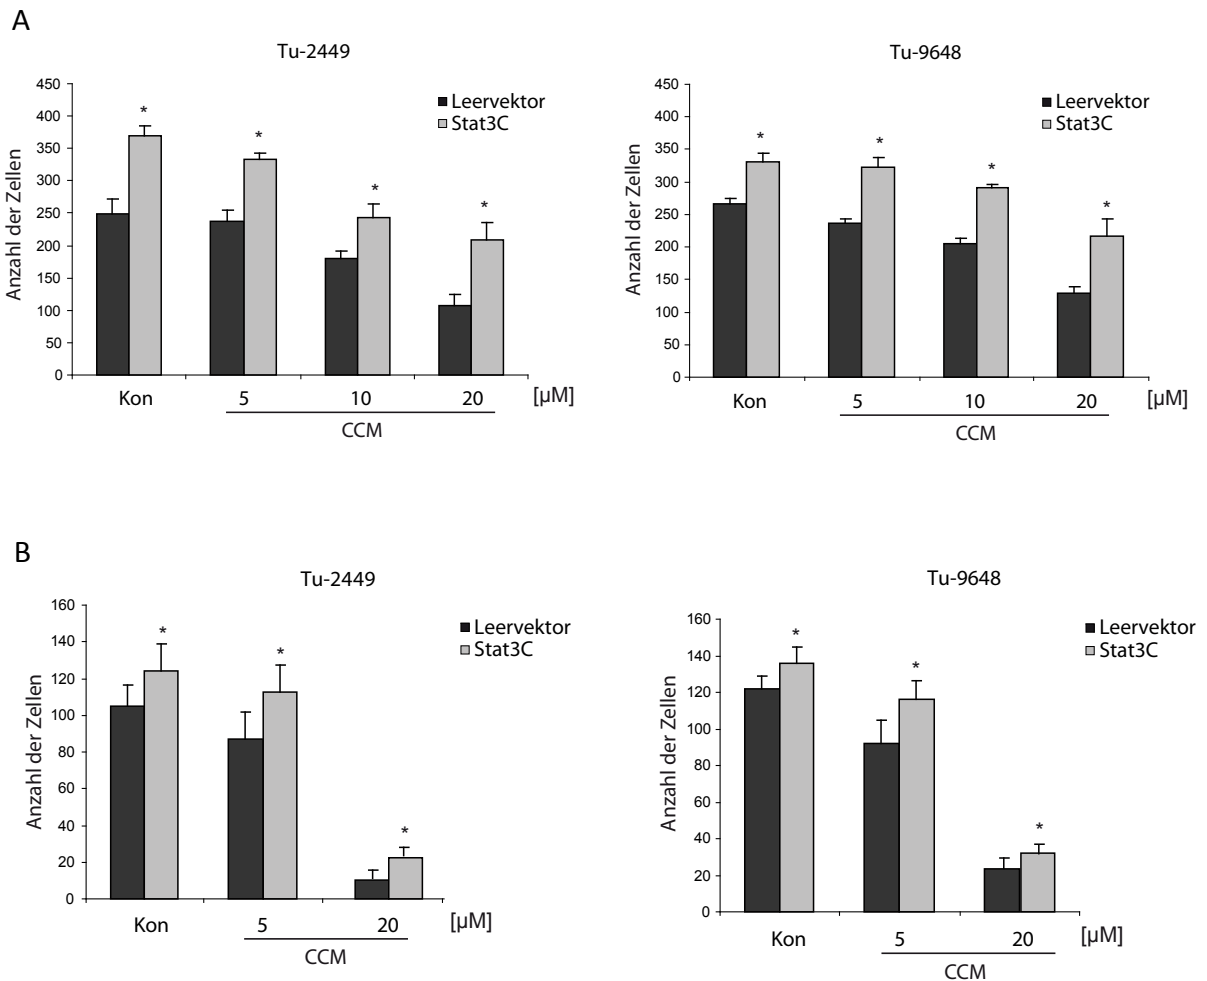 A
Tu-2449
450
400
350
300
250
200
150
100
50
0
Anzahl der Zellen
Leervektor
Stat3C
* * * *
Kon 5 10 20 [µM]
CCM
Tu-9648
450
400
350
300
250
200
150
100
50
0
Anzahl der Zellen
Leervektor
Stat3C
* * * *
Kon 5 10 20 [µM]
CCM
B
Tu-2449
160
140
120
100
80
60
40
20
0
Anzahl der Zellen
Leervektor
Stat3C
* * *
Kon 5 20 [µM]
CCM
Tu-9648
160
140
120
100
80
60
40
20
0
Anzahl der Zellen
Leervektor
Stat3C
* * *
Kon 5 20 [µM]
CCM